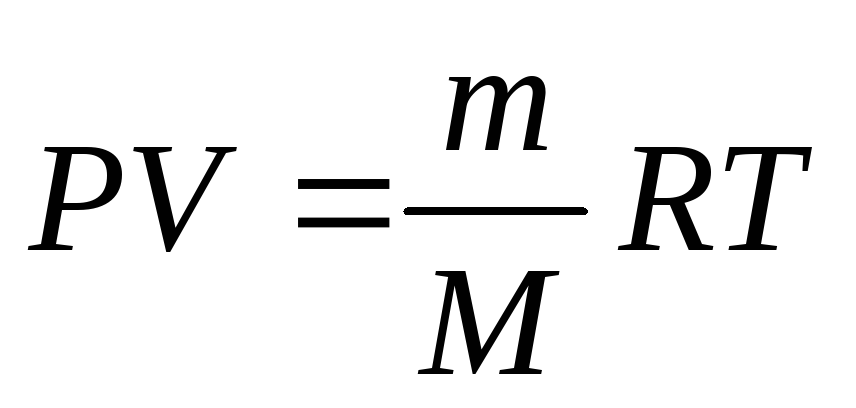 PV = m/M RT